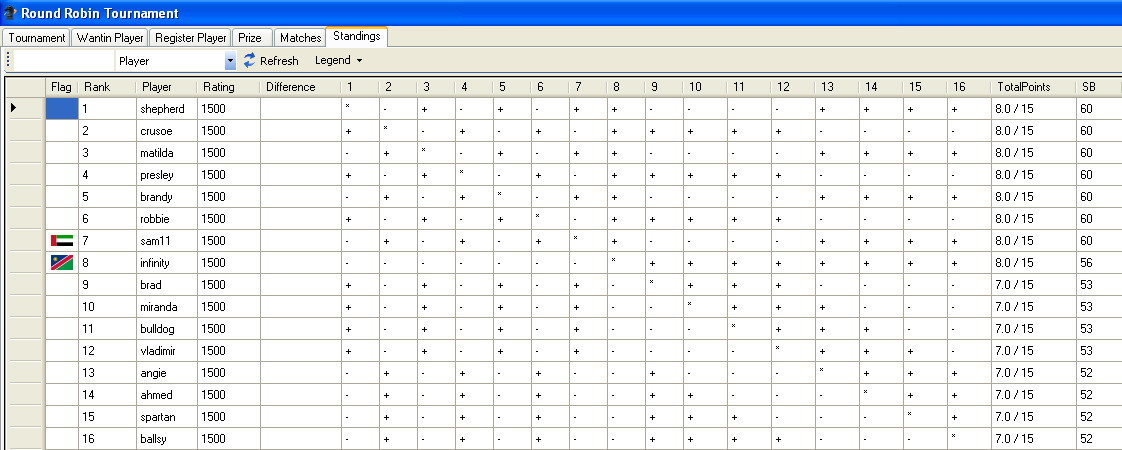 Round Robin Tournament
Tournament Wantin Player Register Player Prize Matches Standings
Player Refresh Legend
Flag Rank Player Rating Difference 1 2 3 4 5 6 7 8 9 10 11 12 13 14 15 16 TotalPoints SB
1 shepherd 1500 * - + - + - + + - - - - + + + + 8.0 / 15 60
2 crusoe 1500 + * - + - + - + + + + + - - - - 8.0 / 15 60
3 matilda 1500 - + * - + - + + - - - - + + + + 8.0 / 15 60
4 presley 1500 + - + * - + - + + + + + - - - - 8.0 / 15 60
5 brandy 1500 - + - + * - + + - - - - + + + + 8.0 / 15 60
6 robbie 1500 + - + - + * - + + + + + - - - - 8.0 / 15 60
7 sam11 1500 - + - + - + * + - - - - + + + + 8.0 / 15 60
8 infinity 1500 - - - - - - - * + + + + + + + + 8.0 / 15 56
9 brad 1500 + - + - + - + - * + + + - - - - 7.0 / 15 53
10 miranda 1500 + - + - + - + - - * + + + - - - 7.0 / 15 53
11 bulldog 1500 + - + - + - + - - - * + + + - - 7.0 / 15 53
12 vladimir 1500 + - + - + - + - - - - * + + + - 7.0 / 15 53
13 angie 1500 - + - + - + - - + - - - * + + + 7.0 / 15 52
14 ahmed 1500 - + - + - + - - + + - - - * + + 7.0 / 15 52
15 spartan 1500 - + - + - + - - + + + - - - * + 7.0 / 15 52
16 ballsy 1500 - + - + - + - - + + + + - - - * 7.0 / 15 52